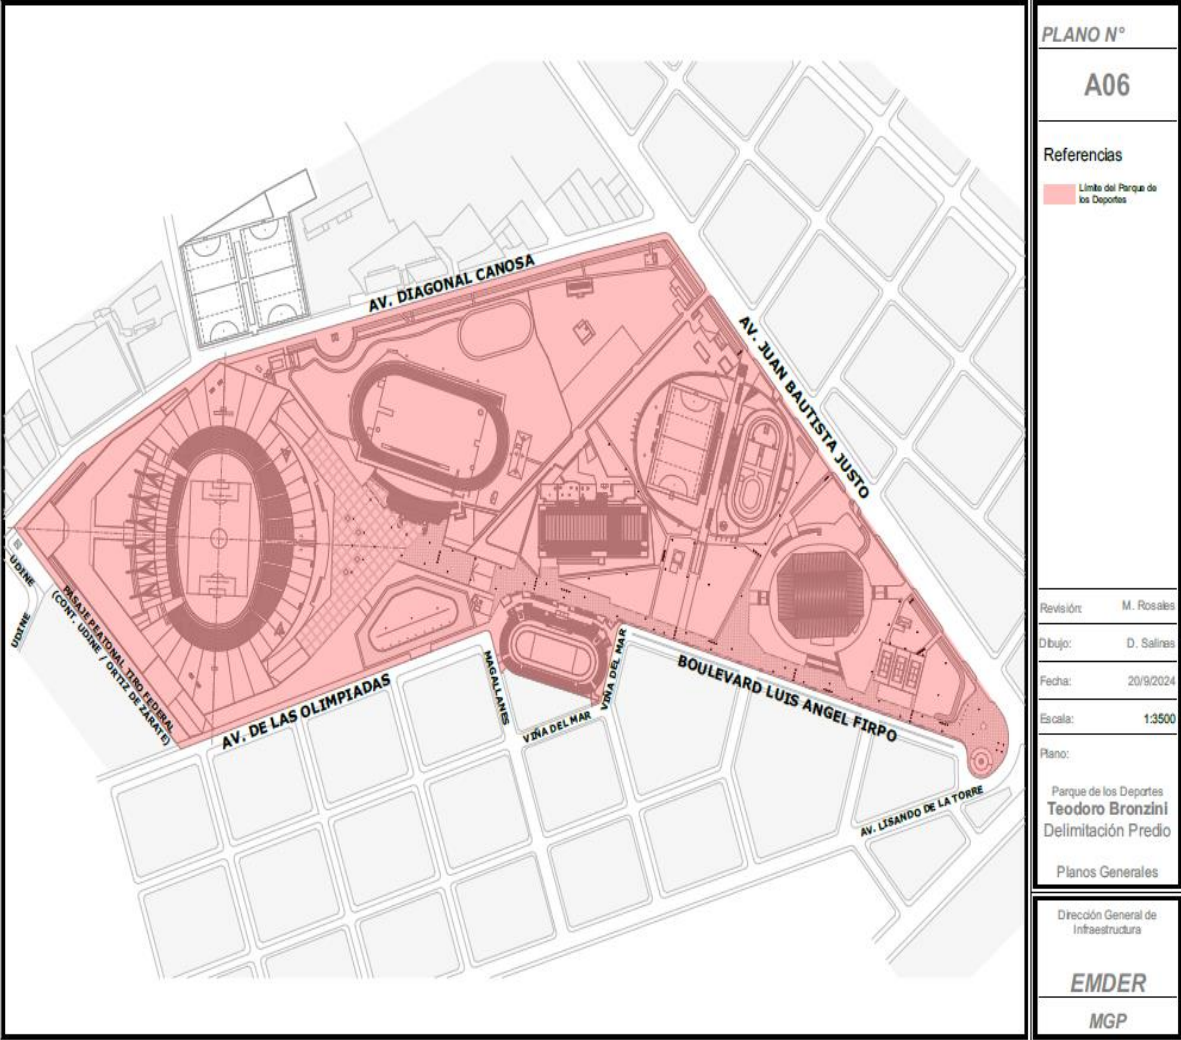 AV. DIAGONAL CANOSA
AV. JUAN BAUTISTA JUSTO
UDINE
UDINE
PASAJE PEATONAL TIRO FEDERAL
(CONT. UDINE / ORTIZ DE ZARATE)
AV. DE LAS OLIMPIADAS
MAGALLANES
VIÑA DEL MAR
VIÑA DEL MAR
BOULEVARD LUIS ANGEL FIRPO
AV. LISANDO DE LA TORRE
PLANO N°
A06
Referencias
Límite del Parque de
los Deportes
Revisión: M. Rosales
Dibujo: D. Salinas
Fecha: 20/9/2024
Escala: 1:3500
Plano:
Parque de los Deportes
Teodoro Bronzini
Delimitación Predio
Planos Generales
Dirección General de
Infraestructura
EMDER
MGP